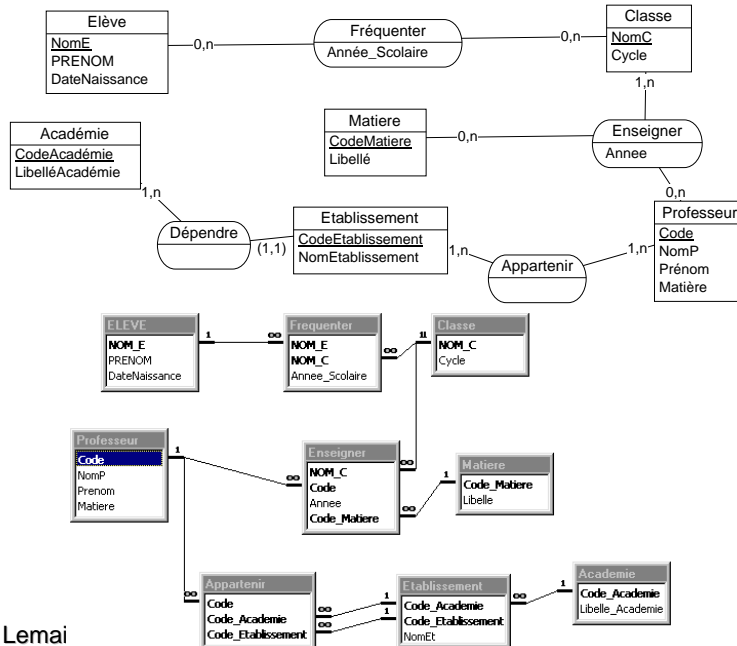 Elève
NomE
PRENOM
DateNaissance
0,n
Fréquenter
Année_Scolaire
0,n
Classe
NomC
Cycle
1,n
Académie
CodeAcadémie
LibelléAcadémie
1,n
Matiere
CodeMatiere
Libellé
0,n
Enseigner
Annee
0,n
Dépendre
(1,1)
Etablissement
CodeEtablissement
NomEtablissement
1,n
Appartenir
1,n
Professeur
Code
NomP
Prénom
Matière
ELEVE
NOM_E
PRENOM
DateNaissance
1
∞
Frequenter
NOM_E
NOM_C
Annee_Scolaire
∞
1
1
Classe
NOM_C
Cycle
Professeur
Code
NomP
Prenom
Matiere
1
∞
Enseigner
NOM_C
Code
Annee
Code_Matiere
∞
∞
1
Matiere
Code_Matiere
Libelle
∞
Appartenir
Code
Code_Academie
Code_Etablissement
∞
∞
1
1
Etablissement
Code_Academie
Code_Etablissement
NomEt
∞
1
Academie
Code_Academie
Libelle_Academie
Lemai